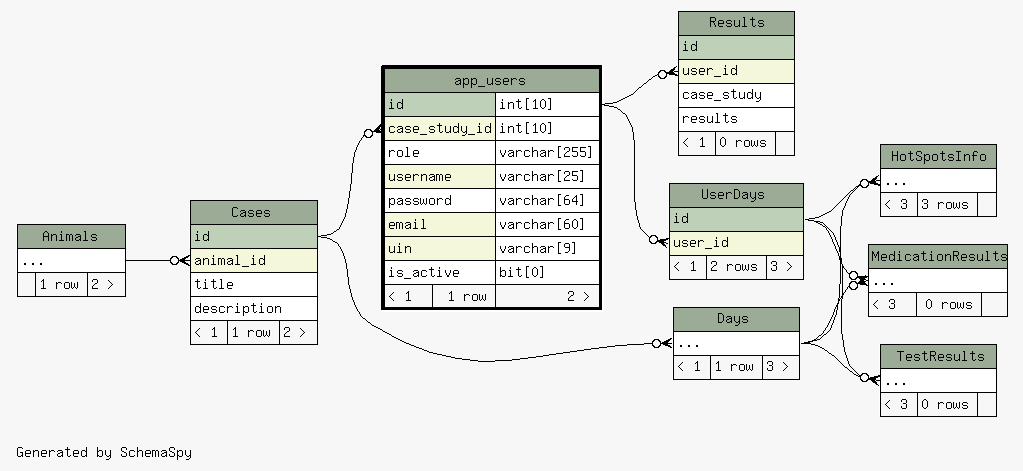 Results
id
user_id
case_study
results
< 1 0 rows
app_users
id int[10]
case_study_id int[10]
role varchar[255]
username varchar[25]
password varchar[64]
email varchar[60]
uin varchar[9]
is_active bit[0]
< 1 1 row 2 >
HotSpotsInfo
...
< 3 3 rows
UserDays
id
user_id
< 1 2 rows 3 >
Cases
id
animal_id
title
description
< 1 1 row 2 >
Animals
...
1 row 2 >
MedicationResults
...
< 3 0 rows
Days
...
< 1 1 row 3 >
TestResults
...
< 3 0 rows
Generated by SchemaSpy